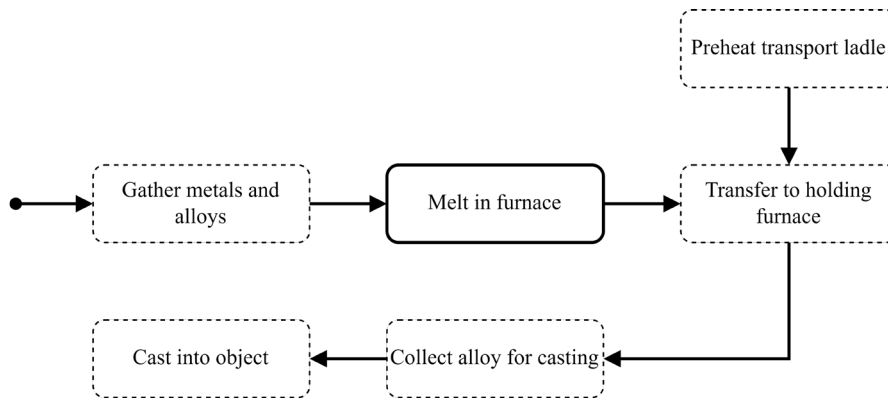 Preheat transport ladle
Gather metals and
alloys
Melt in furnace
Transfer to holding
furnace
Cast into object
Collect alloy for casting